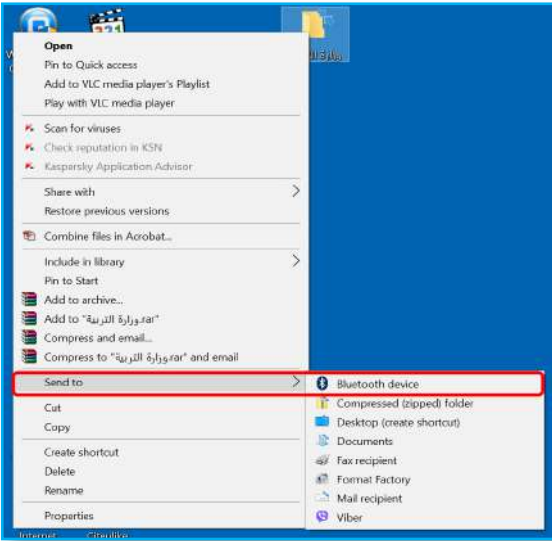 321
Open
Pin to Quick access
Add to VLC media player's Playlist
Play with VLC media player
Scan for viruses
Check reputation in KSN
Kaspersky Application Advisor
Share with
Restore previous versions
Combine files in Acrobat...
Include in library
Pin to Start
Add to archive...
Add to "وزارة التربية.rar"
Compress and email...
Compress to "وزارة التربية.rar" and email
Send to
Cut
Copy
Create shortcut
Delete
Rename
Properties
Bluetooth device
Compressed (zipped) folder
Desktop (create shortcut)
Documents
Fax recipient
Format Factory
Mail recipient
Viber
Internet
Citeulike